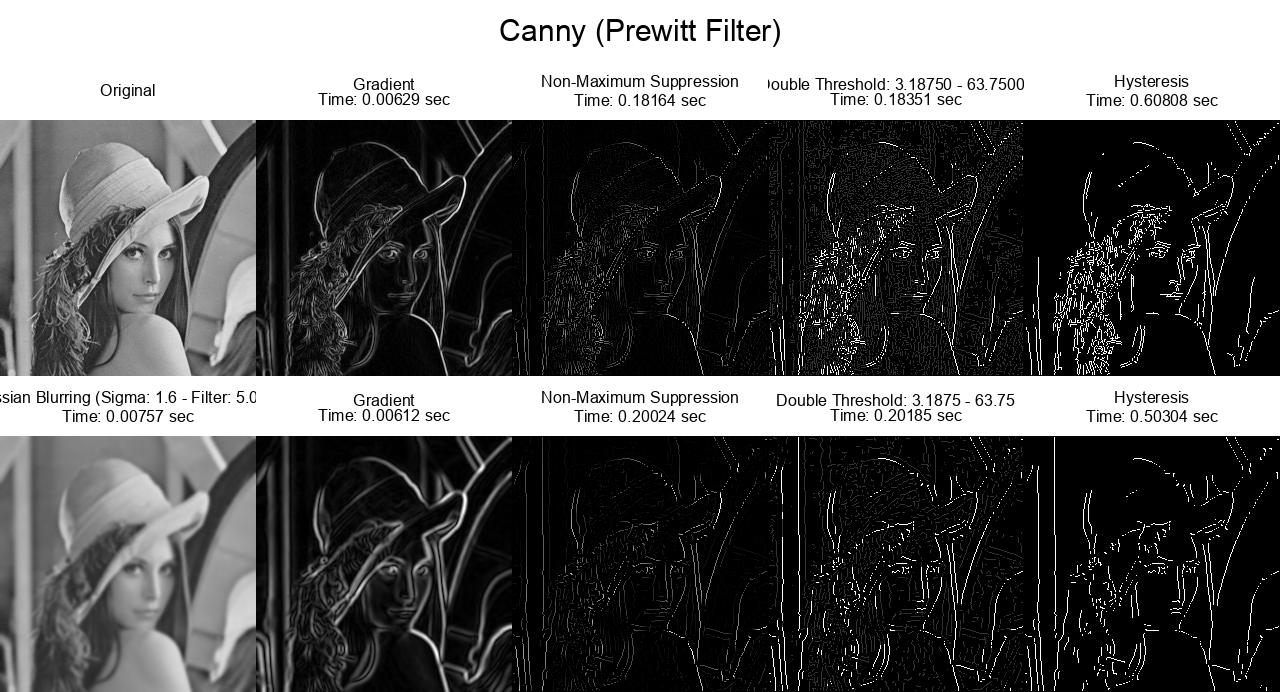 Canny (Prewitt Filter)
Original
Gradient
Time: 0.00629 sec
Non-Maximum Suppression
Time: 0.18164 sec
Double Threshold: 3.18750 - 63.7500
Time: 0.18351 sec
Hysteresis
Time: 0.60808 sec
Blurring (Sigma: 1.6 - Filter: 5.0
Time: 0.00757 sec
Gradient
Time: 0.00612 sec
Non-Maximum Suppression
Time: 0.20024 sec
Double Threshold: 3.1875 - 63.75
Time: 0.20185 sec
Hysteresis
Time: 0.50304 sec